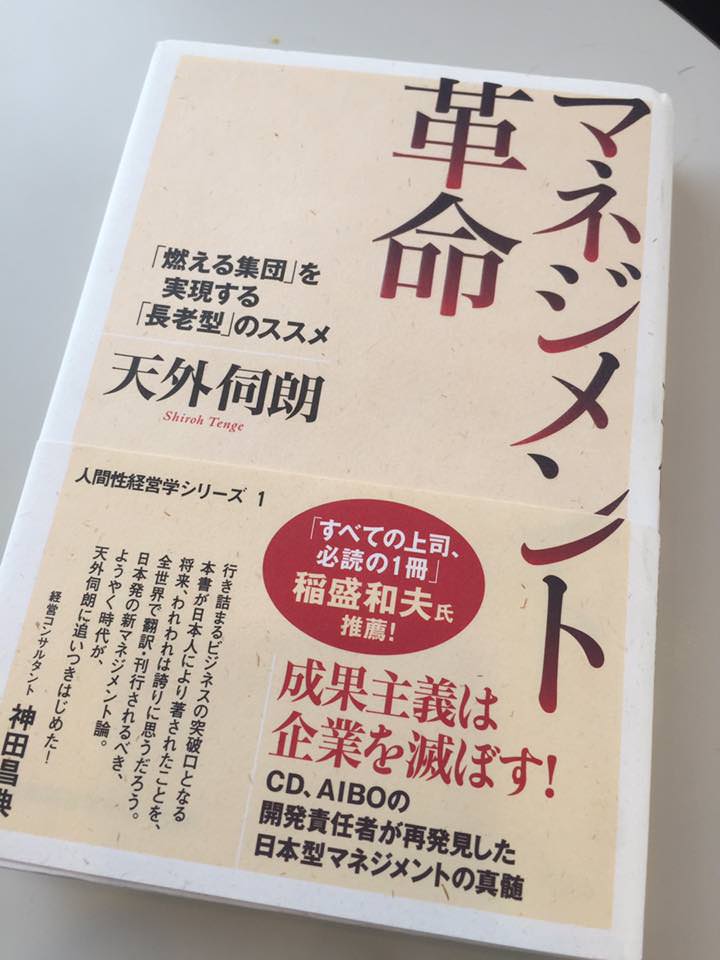 マネジメント
革命
「燃える集団」を
実現する
「長老型」のススメ
天外伺朗
Shiroh Tenge
人間性経営学シリーズ 1
「すべての上司、
必読の1冊」
稲盛和夫氏
推薦!
成果主義は
企業を滅ぼす!
CD、AIBOの
開発責任者が再発見した
日本型マネジメントの真髄
行き詰まるビジネスの突破口となる
本書が日本人により著されたことを、
将来、われわれは誇りに思うだろう。
全世界で翻訳・刊行されるべき、
日本発の新マネジメント論。
ようやく時代が、
天外伺朗に追いつきはじめた!
経営コンサルタント 神田昌典